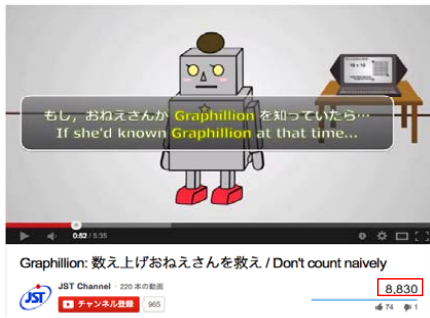 もし，おねえさんが Graphillion を知っていたら…
If she'd known Graphillion at that time...
0:52 / 5:35
Graphillion: 数え上げおねえさんを救え / Don't count naively
JST
JST Channel · 220 本の動画
チャンネル登録 965
8,830
74 1